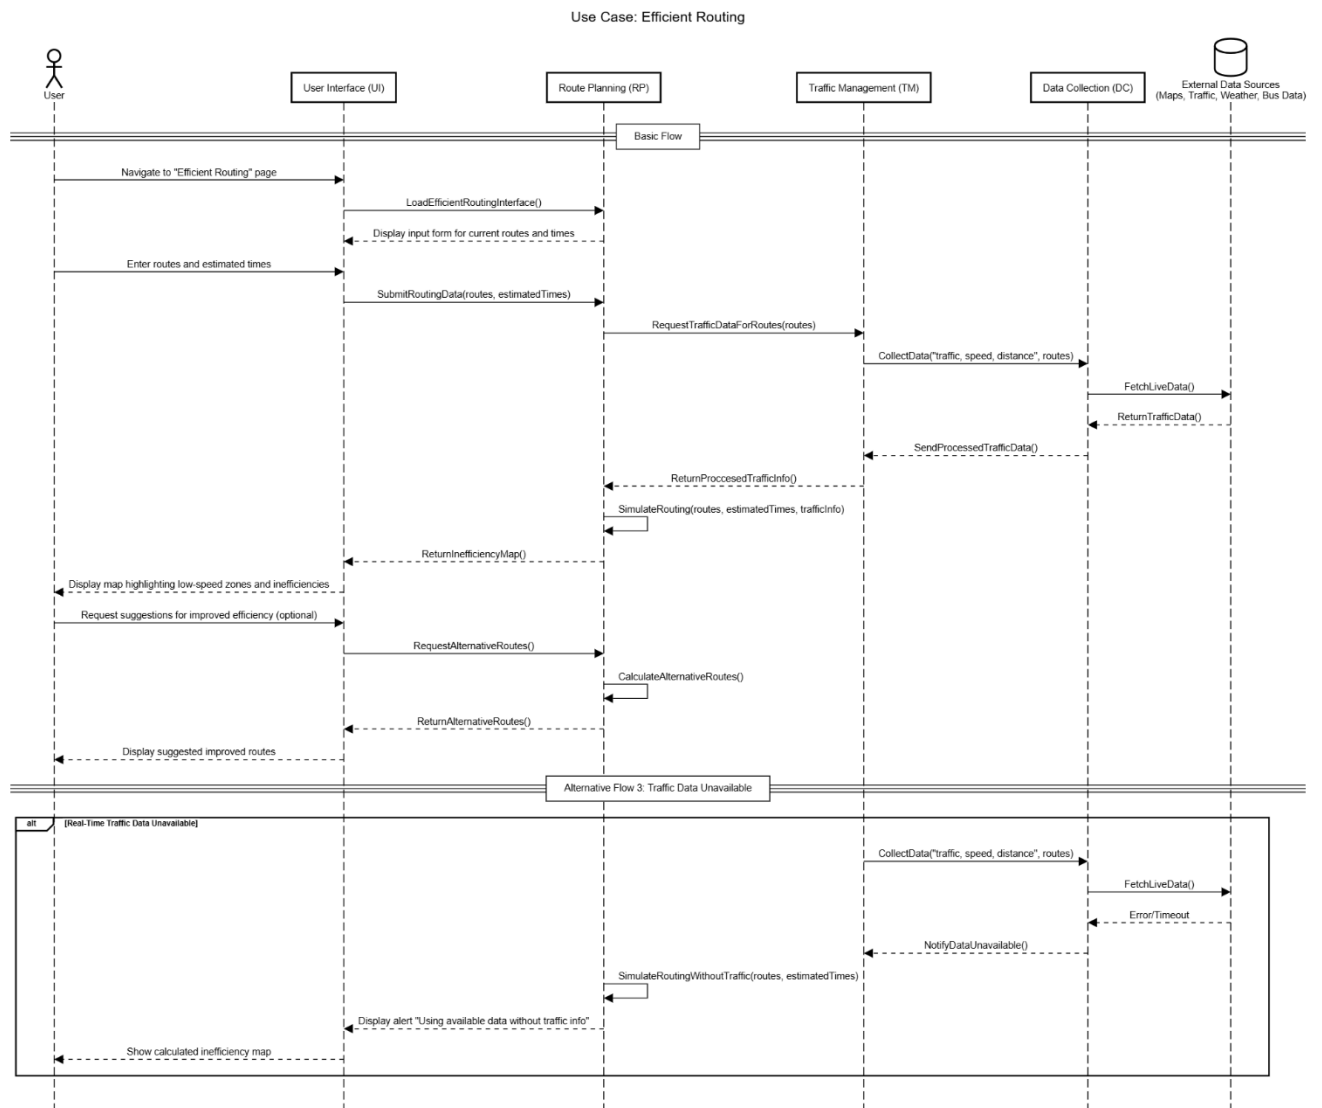 Use Case: Efficient Routing
User
User Interface (UI)
Route Planning (RP)
Traffic Management (TM)
Data Collection (DC)
External Data Sources
(Maps, Traffic, Weather, Bus Data)
Basic Flow
Navigate to "Efficient Routing" page
LoadEfficientRoutingInterface()
Display input form for current routes and times
Enter routes and estimated times
SubmitRoutingData(routes, estimatedTimes)
RequestTrafficDataForRoutes(routes)
CollectData("traffic, speed, distance", routes)
FetchLiveData()
ReturnTrafficData()
SendProcessedTrafficData()
ReturnProccesedTrafficInfo()
SimulateRouting(routes, estimatedTimes, trafficInfo)
ReturnInefficiencyMap()
Display map highlighting low-speed zones and inefficiencies
Request suggestions for improved efficiency (optional)
RequestAlternativeRoutes()
CalculateAlternativeRoutes()
ReturnAlternativeRoutes()
Display suggested improved routes
Alternative Flow 3: Traffic Data Unavailable
alt
[Real-Time Traffic Data Unavailable]
CollectData("traffic, speed, distance", routes)
FetchLiveData()
Error/Timeout
NotifyDataUnavailable()
SimulateRoutingWithoutTraffic(routes, estimatedTimes)
Display alert "Using available data without traffic info"
Show calculated inefficiency map